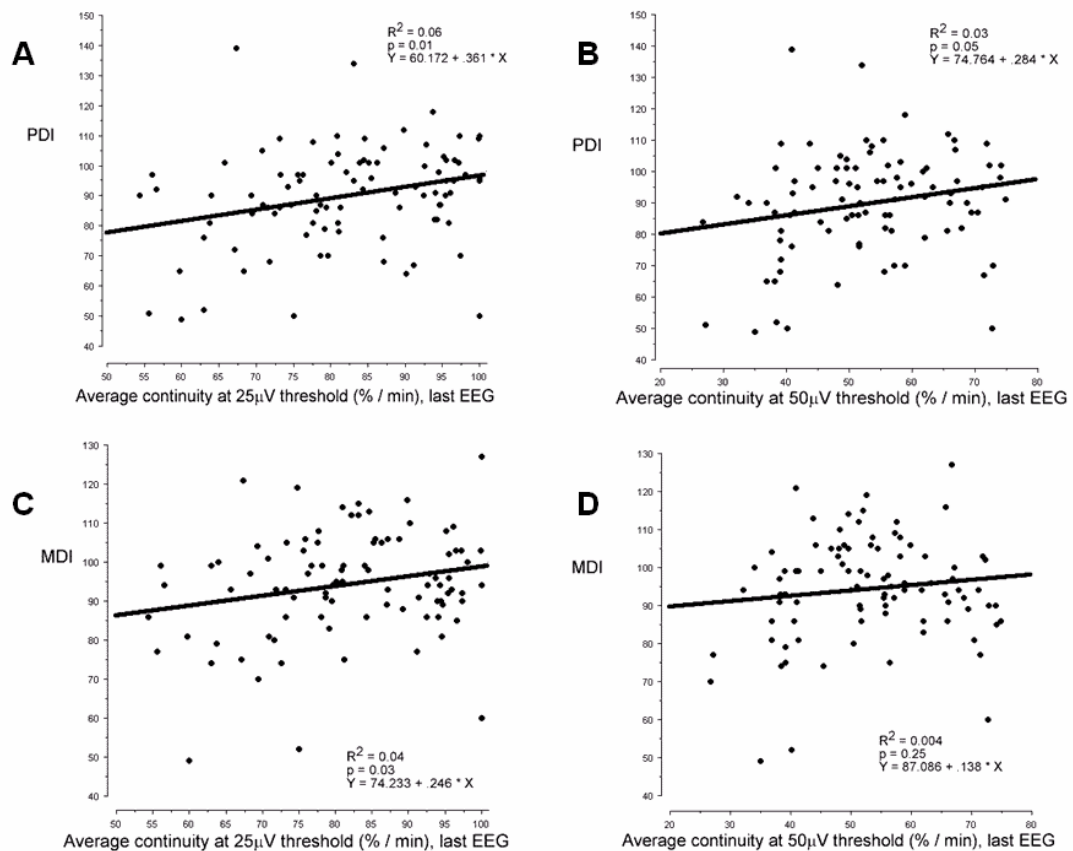 A
PDI
150
140
130
120
110
100
90
80
70
60
50
40
R² = 0.06
p = 0.01
Y = 60.172 + .361 * X
50 55 60 65 70 75 80 85 90 95 100
Average continuity at 25µV threshold (% / min), last EEG
B
PDI
150
140
130
120
110
100
90
80
70
60
50
40
R² = 0.03
p = 0.05
Y = 74.764 + .284 * X
20 30 40 50 60 70 80
Average continuity at 50µV threshold (% / min), last EEG
C
MDI
130
120
110
100
90
80
70
60
50
40
R² = 0.04
p = 0.03
Y = 74.233 + .246 * X
50 55 60 65 70 75 80 85 90 95 100
Average continuity at 25µV threshold (% / min), last EEG
D
MDI
130
120
110
100
90
80
70
60
50
40
R² = 0.004
p = 0.25
Y = 87.086 + .138 * X
20 30 40 50 60 70 80
Average continuity at 50µV threshold (% / min), last EEG